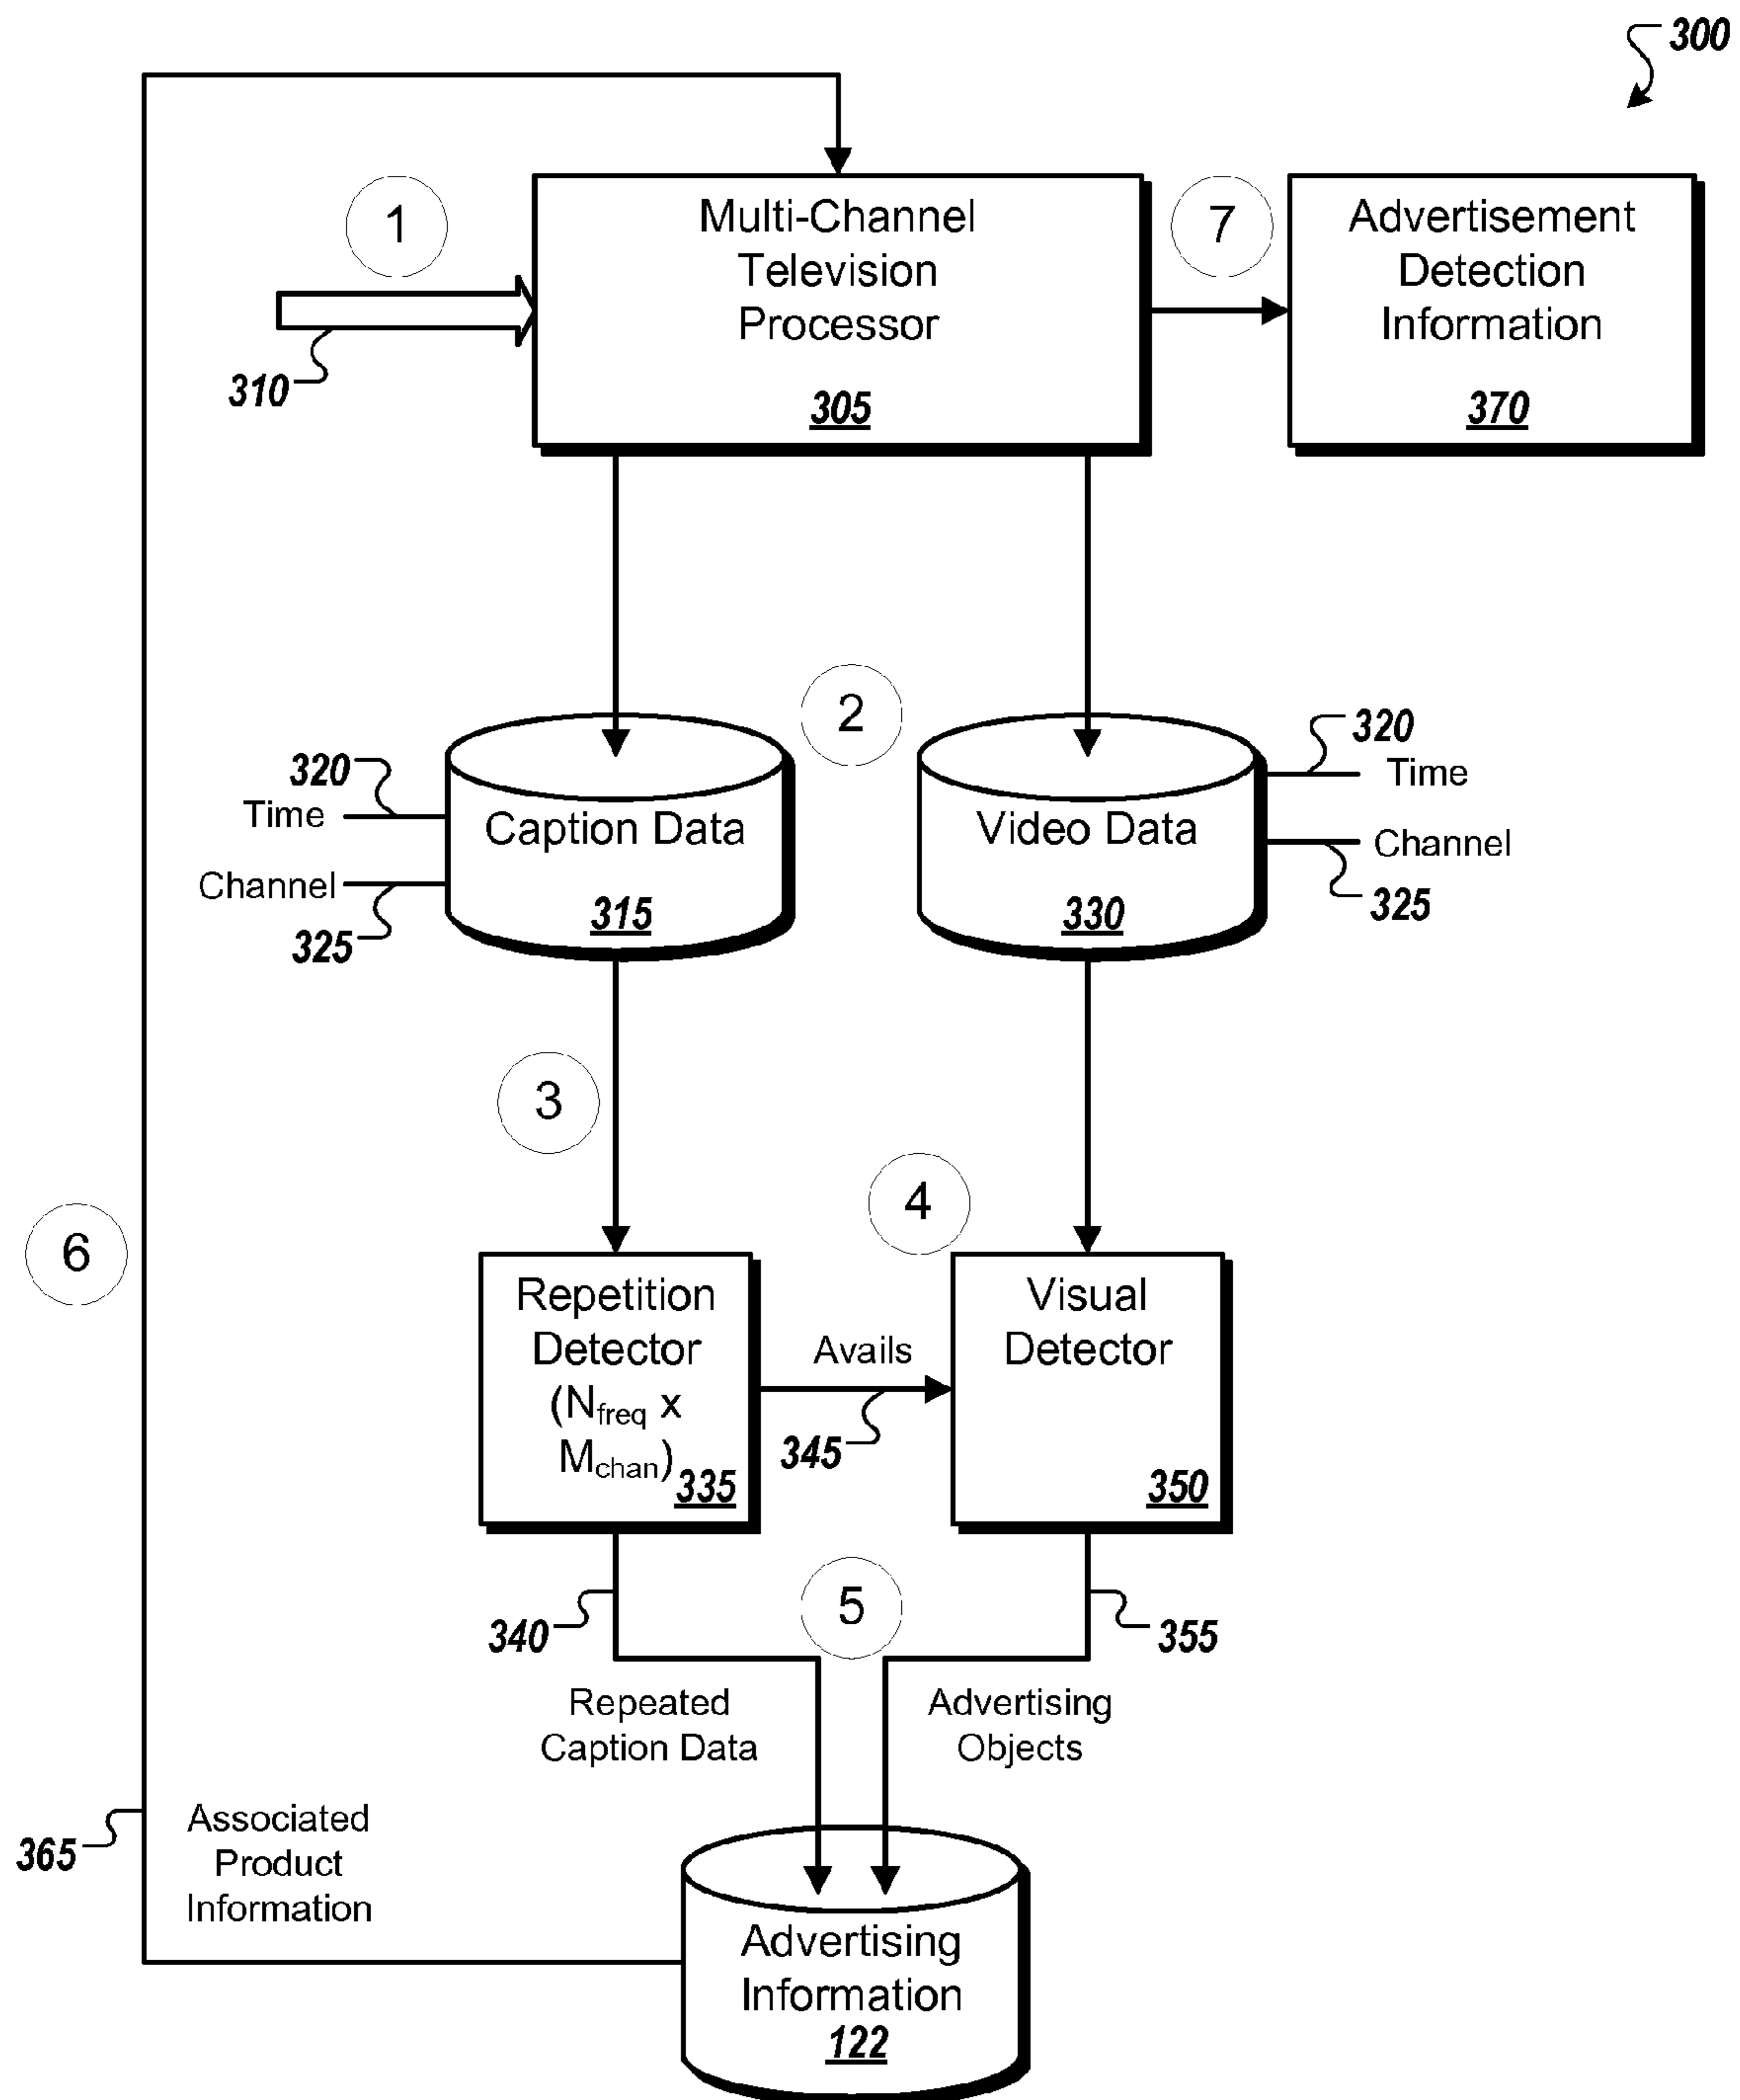 300
1
Multi-Channel
Television
Processor
305
7
Advertisement
Detection
Information
370
310
2
320
Time
Channel
325
Caption Data
315
Video Data
330
320
Time
Channel
325
3
4
6
Repetition
Detector
(Nfreq x
Mchan)
335
Avails
345
Visual
Detector
350
340
5
355
Repeated
Caption Data
Advertising
Objects
365
Associated
Product
Information
Advertising
Information
122